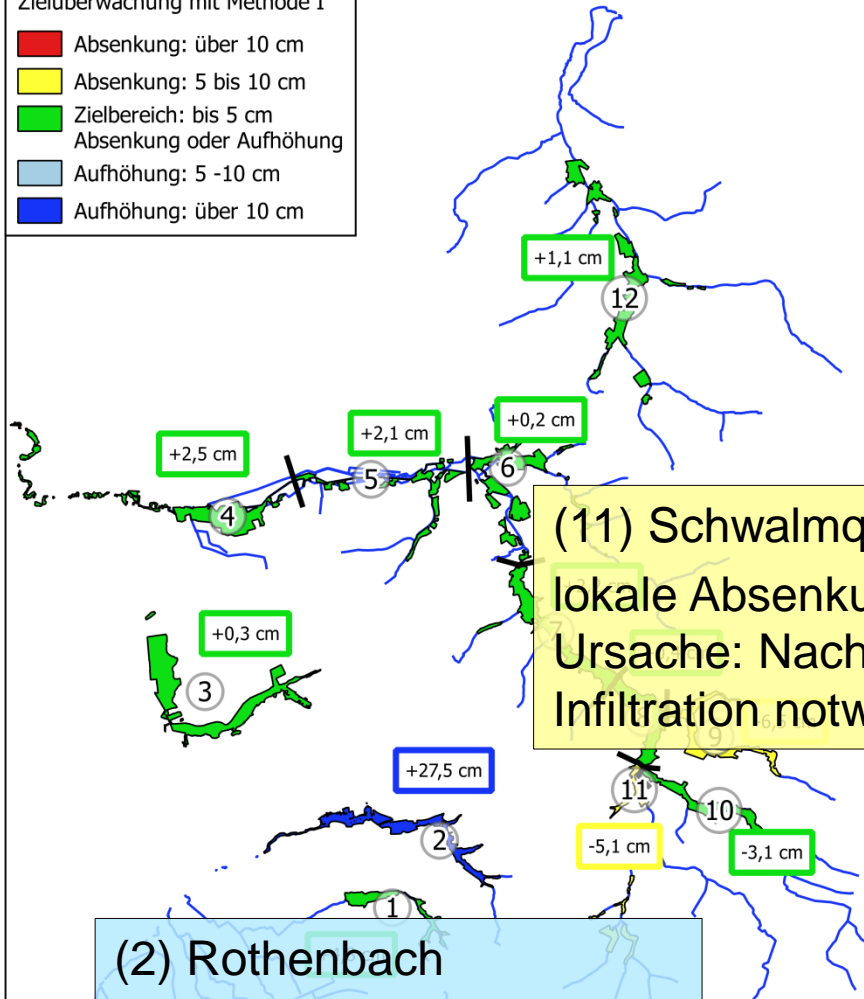 Zielüberwachung mit Methode I
Absenkung: über 10 cm
Absenkung: 5 bis 10 cm
Zielbereich: bis 5 cm
Absenkung oder Aufhöhung
Aufhöhung: 5 -10 cm
Aufhöhung: über 10 cm
+1,1 cm
12
+0,2 cm
+2,1 cm
+2,5 cm
6
5
4
(11) Schwalmq
lokale Absenku
Ursache: Nach
Infiltration notw
7
+0,3 cm
3
9
+27,5 cm
11
10
2
-5,1 cm
-3,1 cm
1
(2) Rothenbach